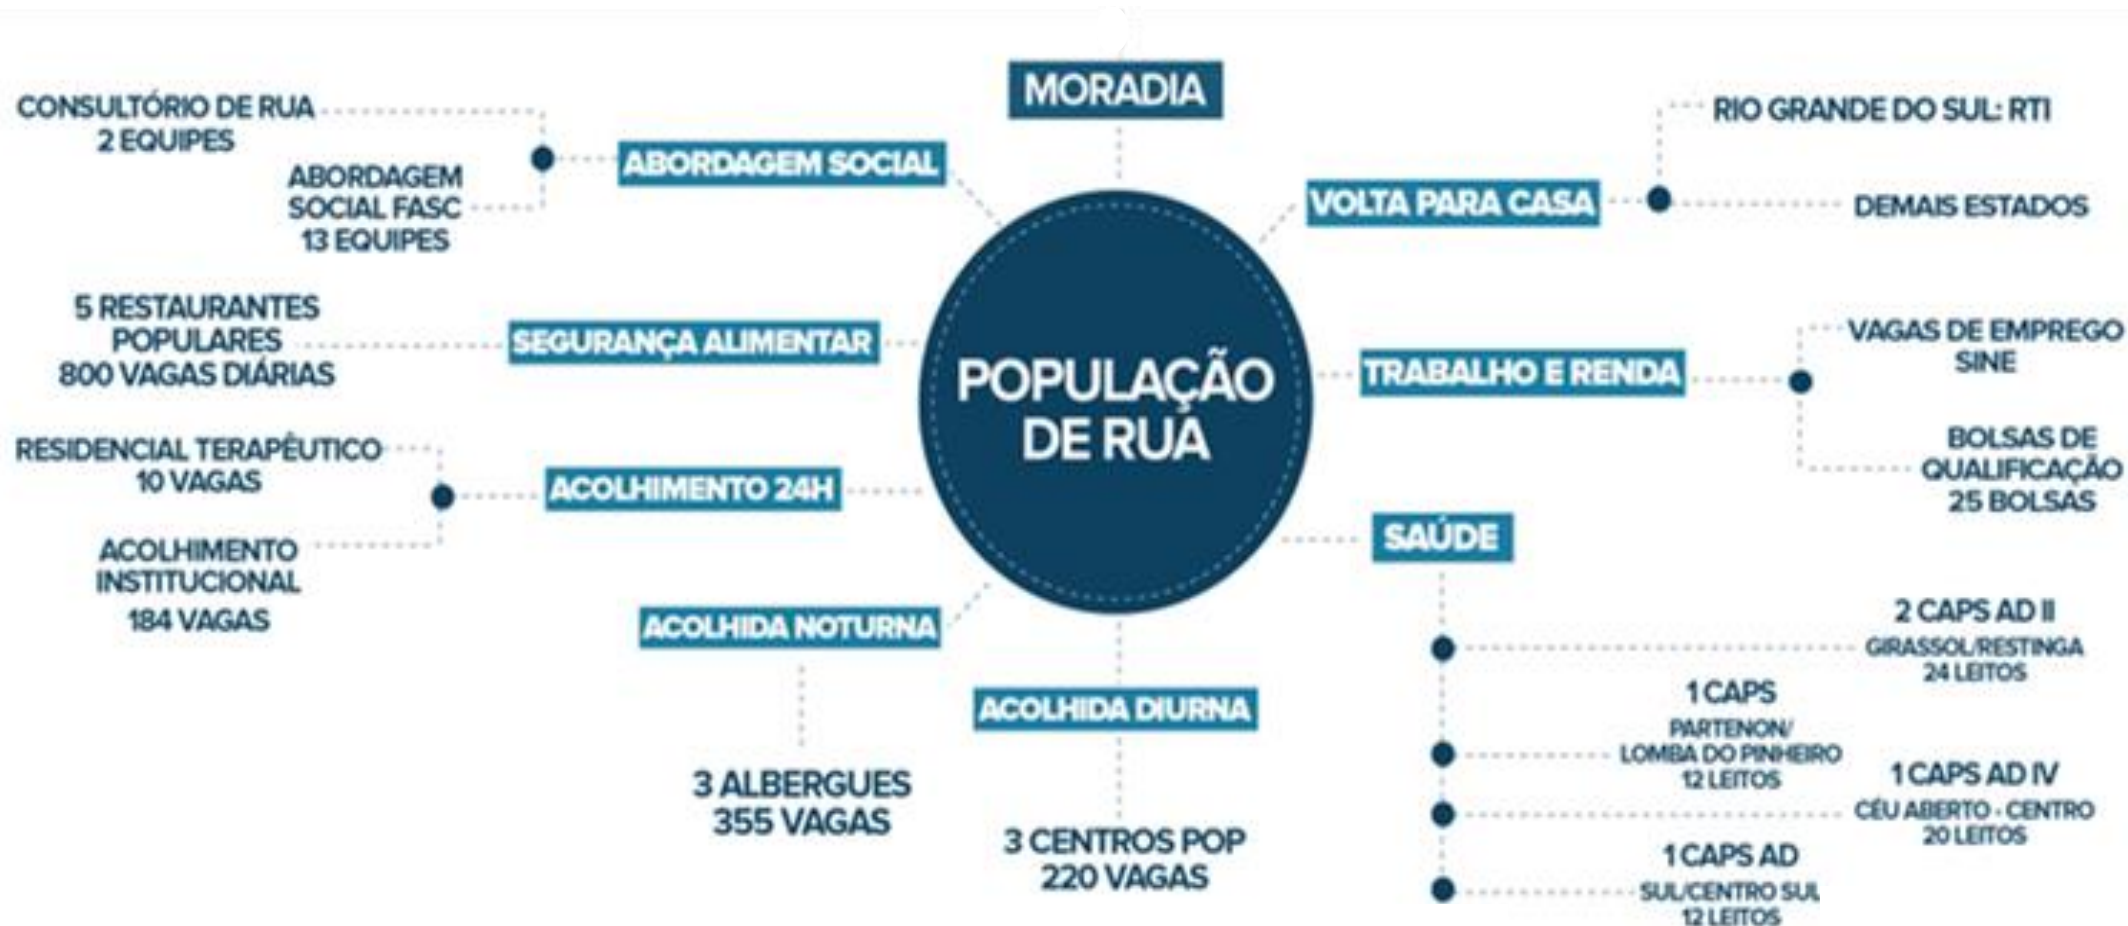 MORADIA
CONSULTÓRIO DE RUA
2 EQUIPES
ABORDAGEM
SOCIAL FASC
13 EQUIPES
ABORDAGEM SOCIAL
VOLTA PARA CASA
RIO GRANDE DO SUL: RTI
DEMAIS ESTADOS
5 RESTAURANTES
POPULARES
800 VAGAS DIÁRIAS
SEGURANÇA ALIMENTAR
POPULAÇÃO
DE RUA
TRABALHO E RENDA
VAGAS DE EMPREGO
SINE
BOLSAS DE
QUALIFICAÇÃO
25 BOLSAS
RESIDENCIAL TERAPÊUTICO
10 VAGAS
ACOLHIMENTO
INSTITUCIONAL
184 VAGAS
ACOLHIMENTO 24H
SAÚDE
2 CAPS AD II
GIRASSOL/RESTINGA
24 LEITOS
1 CAPS
PARTENON/
LOMBA DO PINHEIRO
12 LEITOS
1 CAPS AD IV
CÉU ABERTO - CENTRO
20 LEITOS
1 CAPS AD
SUL/CENTRO SUL
12 LEITOS
ACOLHIDA NOTURNA
3 ALBERGUES
355 VAGAS
ACOLHIDA DIURNA
3 CENTROS POP
220 VAGAS